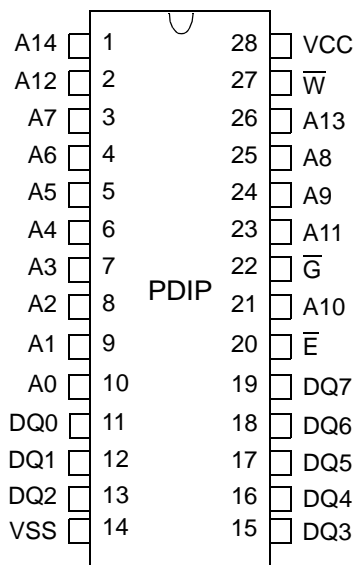 A14 1 28 VCC
A12 2 27 W̅
A7 3 26 A13
A6 4 25 A8
A5 5 24 A9
A4 6 23 A11
A3 7 22 G̅
PDIP
A2 8 21 A10
A1 9 20 E̅
A0 10 19 DQ7
DQ0 11 18 DQ6
DQ1 12 17 DQ5
DQ2 13 16 DQ4
VSS 14 15 DQ3